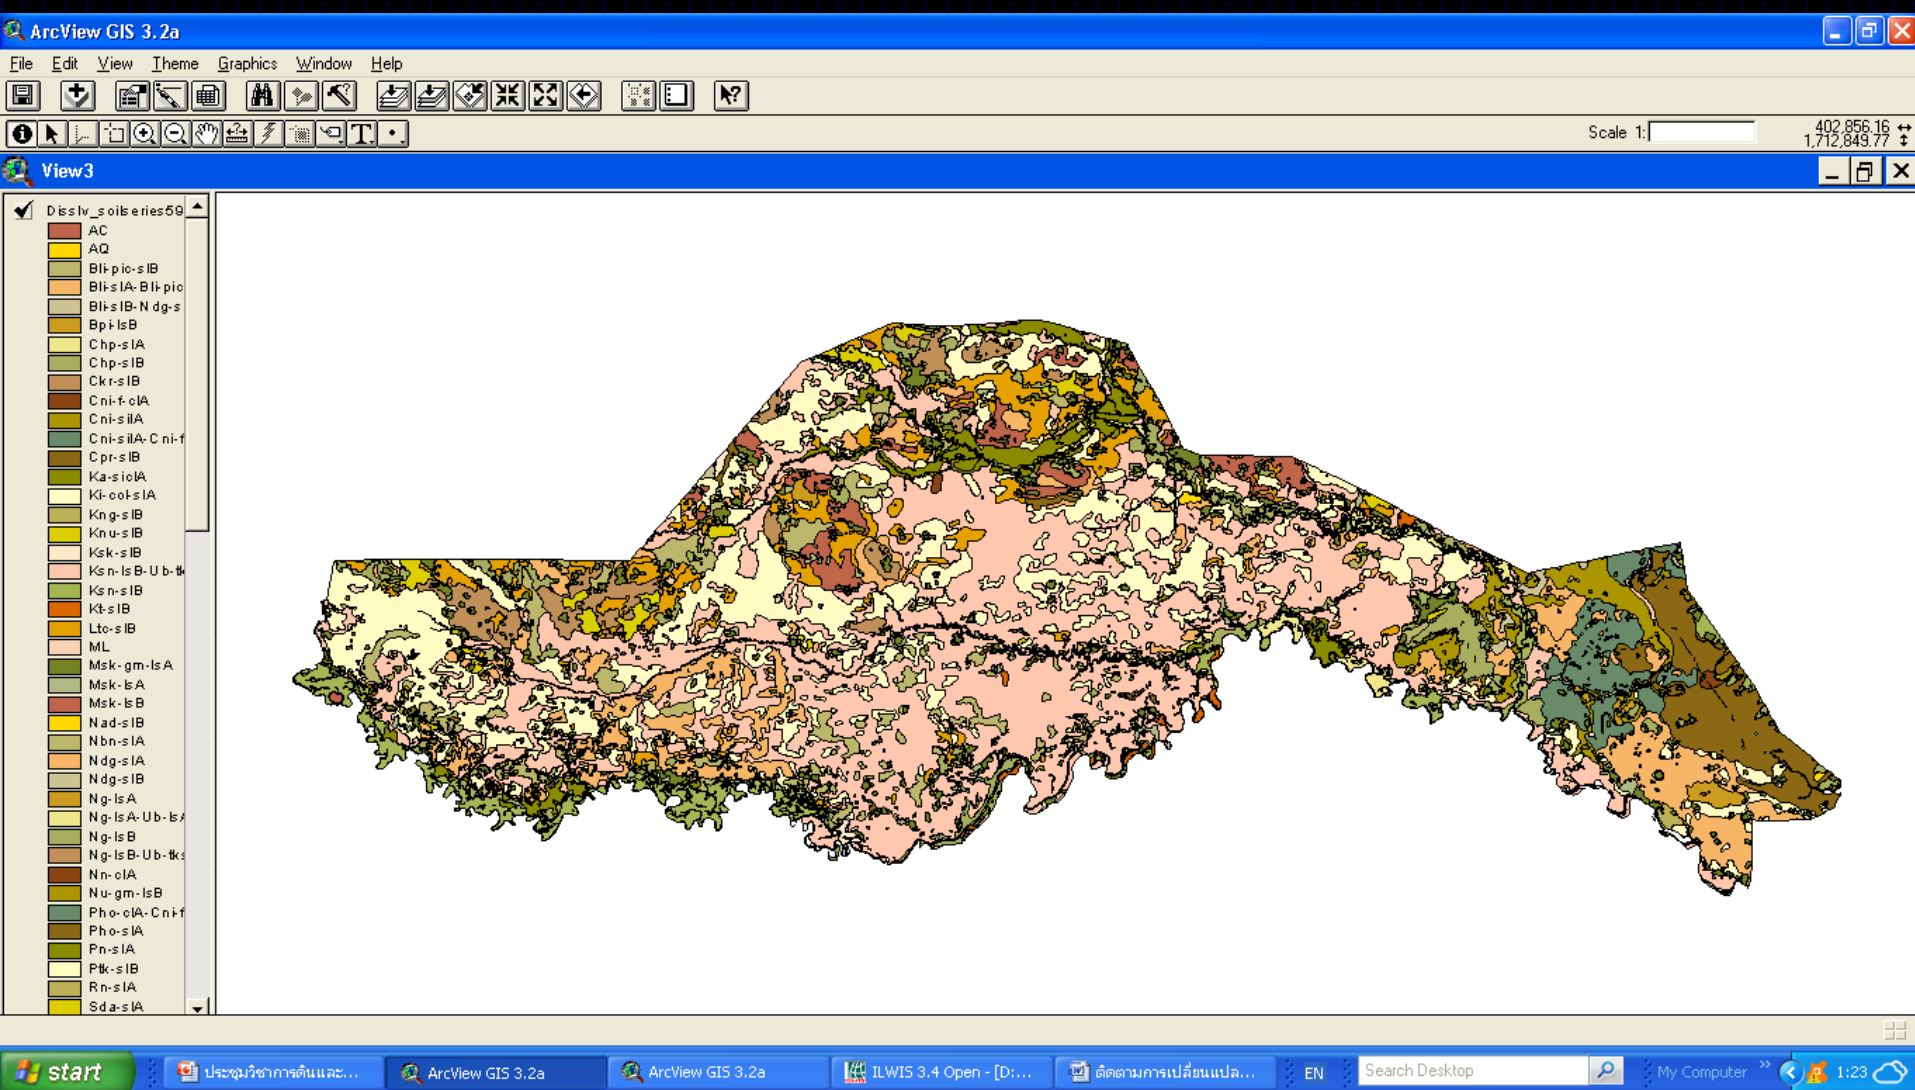 ArcView GIS 3.2a
File Edit View Theme Graphics Window Help
Scale 1:
402,856.16
1,712,849.77
View3
Disslv_soilseries59
AC
AQ
Bli-pic-slB
Bli-slA-Bli-pic
Bli-slB-Ndg-s
Bpi-lsB
Chp-slA
Chp-slB
Ckr-slB
Cni-f-clA
Cni-silA
Cni-silA-Cni-f
Cpr-slB
Ka-siclA
Ki-col-slA
Kng-slB
Knu-slB
Ksk-slB
Ksn-lsB-Ub-tk
Ksn-slB
Kt-slB
Ltc-slB
ML
Msk-gm-lsA
Msk-lsA
Msk-lsB
Nad-slB
Nbn-slA
Ndg-slA
Ndg-slB
Ng-lsA
Ng-lsA-Ub-lsA
Ng-lsB
Ng-lsB-Ub-tks
Nn-clA
Nu-gm-lsB
Pho-clA-Cni-f
Pho-slA
Pn-slA
Ptk-slB
Rn-slA
Sda-slA
start ประชุมวิชาการดินและ... ArcView GIS 3.2a ArcView GIS 3.2a ILWIS 3.4 Open - [D:... ติดตามการเปลี่ยนแปล... EN Search Desktop My Computer 1:23